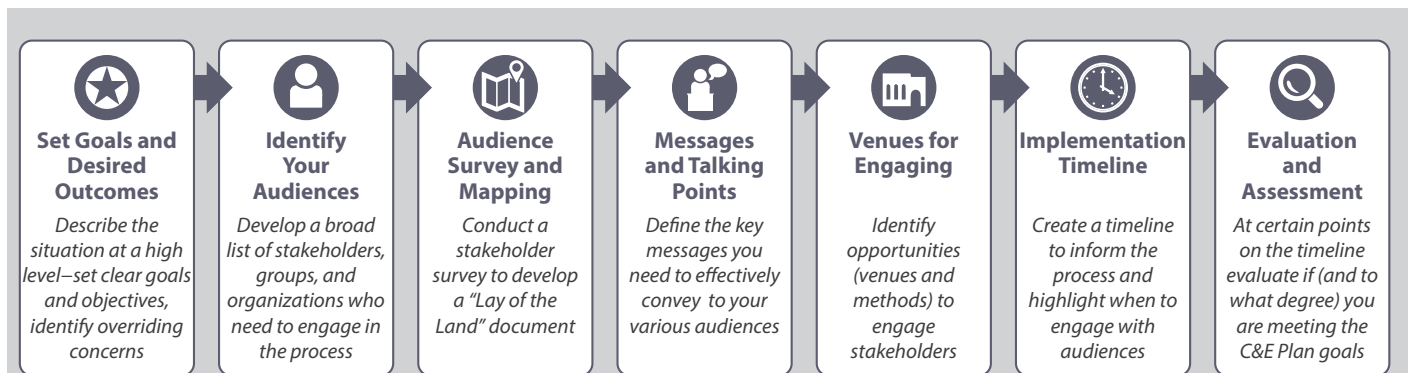 Set Goals and
Desired
Outcomes
Describe the
situation at a high
level–set clear goals
and objectives,
identify overriding
concerns
Identify
Your
Audiences
Develop a broad
list of stakeholders,
groups, and
organizations who
need to engage in
the process
Audience
Survey and
Mapping
Conduct a
stakeholder
survey to develop
a “Lay of the
Land” document
Messages
and Talking
Points
Define the key
messages you
need to effectively
convey to your
various audiences
Venues for
Engaging
Identify
opportunities
(venues and
methods) to
engage
stakeholders
Implementation
Timeline
Create a timeline
to inform the
process and
highlight when to
engage with
audiences
Evaluation
and
Assessment
At certain points
on the timeline
evaluate if (and to
what degree) you
are meeting the
C&E Plan goals